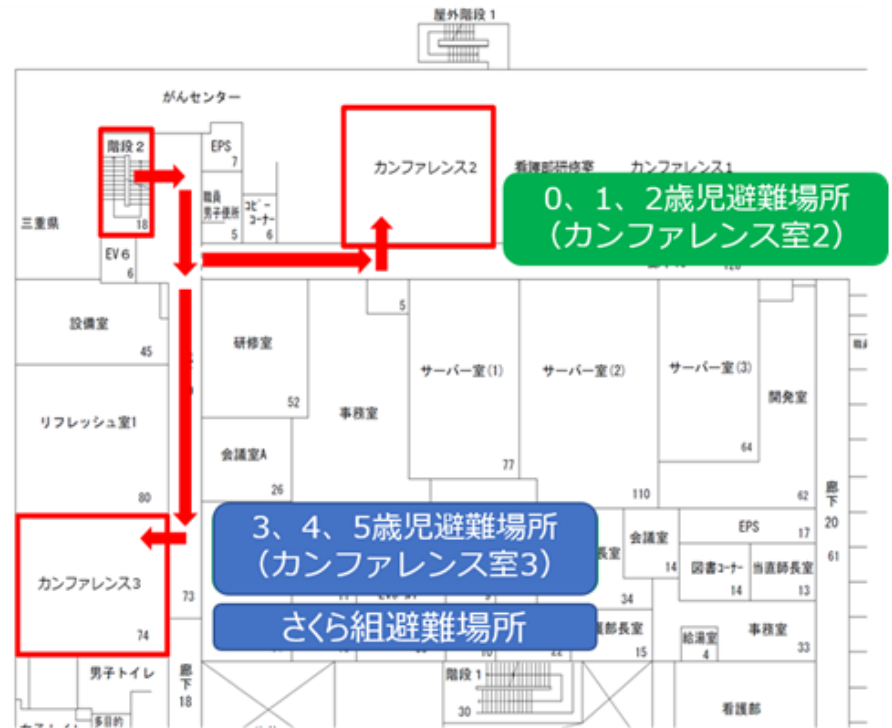 屋外階段1
がんセンター
階段2
18
EPS
7
職員
男子便所
5
コピー
コーナー
6
カンファレンス2
看護部研修室
カンファレンス1
三重県
EV6
6
0、1、2歳児避難場所
(カンファレンス室2)
設備室
45
研修室
52
5
事務室
サーバー室(1)
77
サーバー室(2)
110
サーバー室(3)
64
開発室
62
リフレッシュ室1
80
会議室A
26
廊下
20
61
3、4、5歳児避難場所
(カンファレンス室3)
さくら組避難場所
カンファレンス3
74
73
長室
34
会議室
14
EPS
17
図書コーナー
14
当直師長室
13
部長室
15
給湯室
4
事務室
33
男子トイレ
廊下
18
階段1
30
看護部
多目的